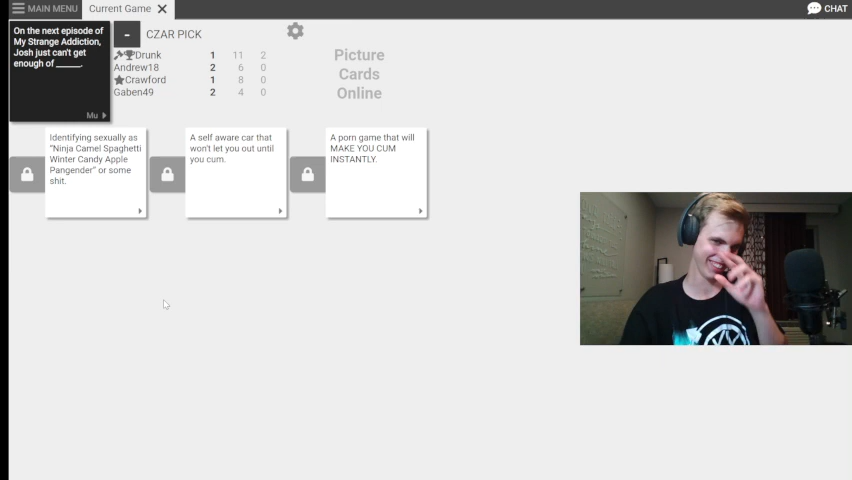 MAIN MENU
Current Game
CHAT
On the next episode of
My Strange Addiction,
Josh just can't get
enough of _____.
Mu
-
CZAR PICK
Drunk 1 11 2
Andrew18 2 6 0
Crawford 1 8 0
Gaben49 2 4 0
Picture
Cards
Online
Identifying sexually as
"Ninja Camel Spaghetti
Winter Candy Apple
Pangender" or some
shit.
A self aware car that
won't let you out until
you cum.
A porn game that will
MAKE YOU CUM
INSTANTLY.